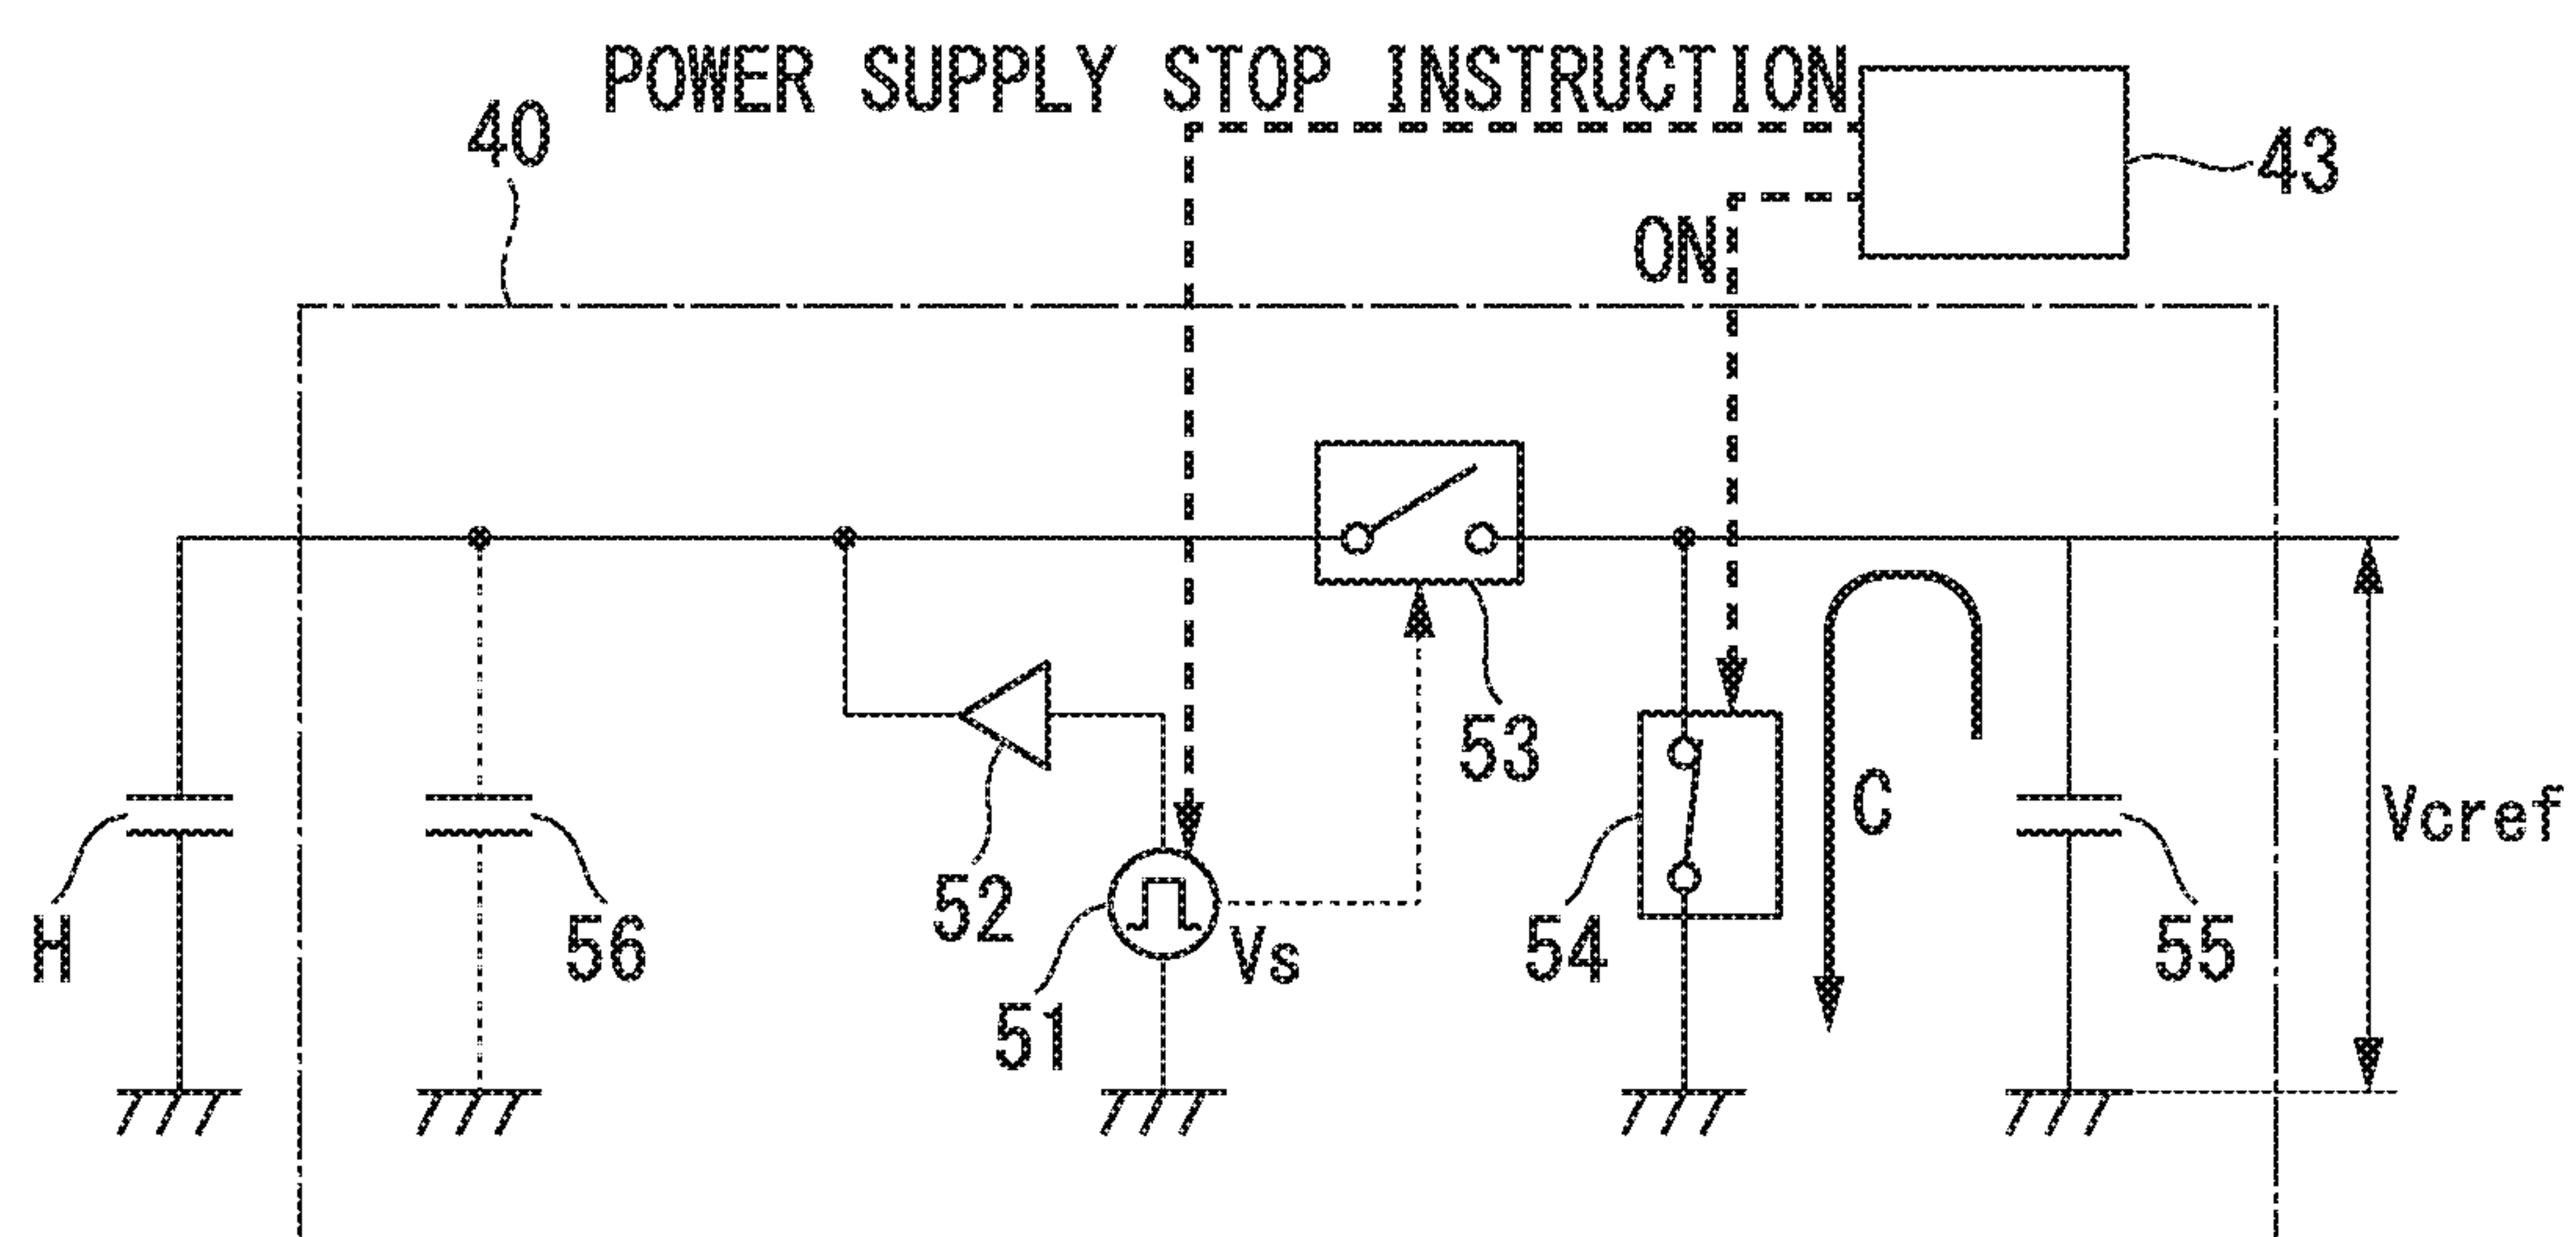 POWER SUPPLY STOP INSTRUCTION
40
43
ON
53
C
Vcref
52
H
56
Vs
54
55
51